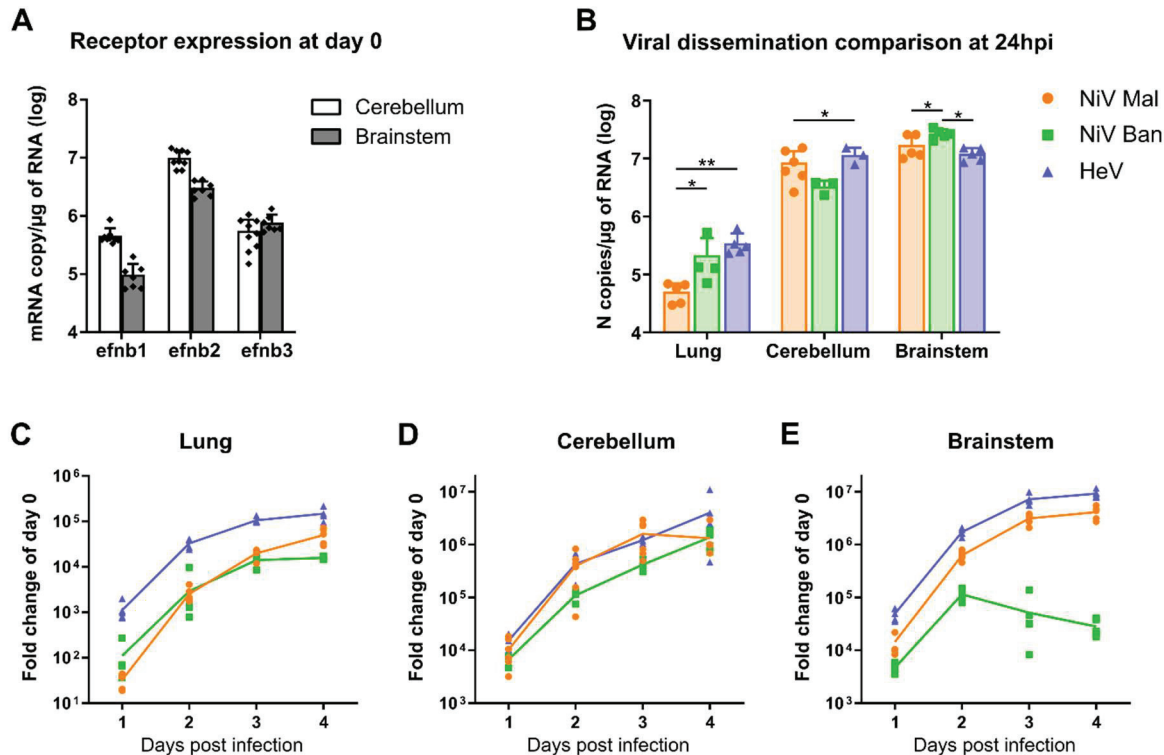 A
Receptor expression at day 0
mRNA copy/µg of RNA (log)
8
7
6
5
4
efnb1 efnb2 efnb3
Cerebellum
Brainstem
B
Viral dissemination comparison at 24hpi
N copies/µg of RNA (log)
8
7
6
5
4
* ** * * *
Lung Cerebellum Brainstem
NiV Mal
NiV Ban
HeV
C
Lung
Fold change of day 0
10⁶
10⁵
10⁴
10³
10²
10¹
1 2 3 4
Days post infection
D
Cerebellum
Fold change of day 0
10⁷
10⁶
10⁵
10⁴
10³
1 2 3 4
Days post infection
E
Brainstem
Fold change of day 0
10⁷
10⁶
10⁵
10⁴
10³
1 2 3 4
Days post infection